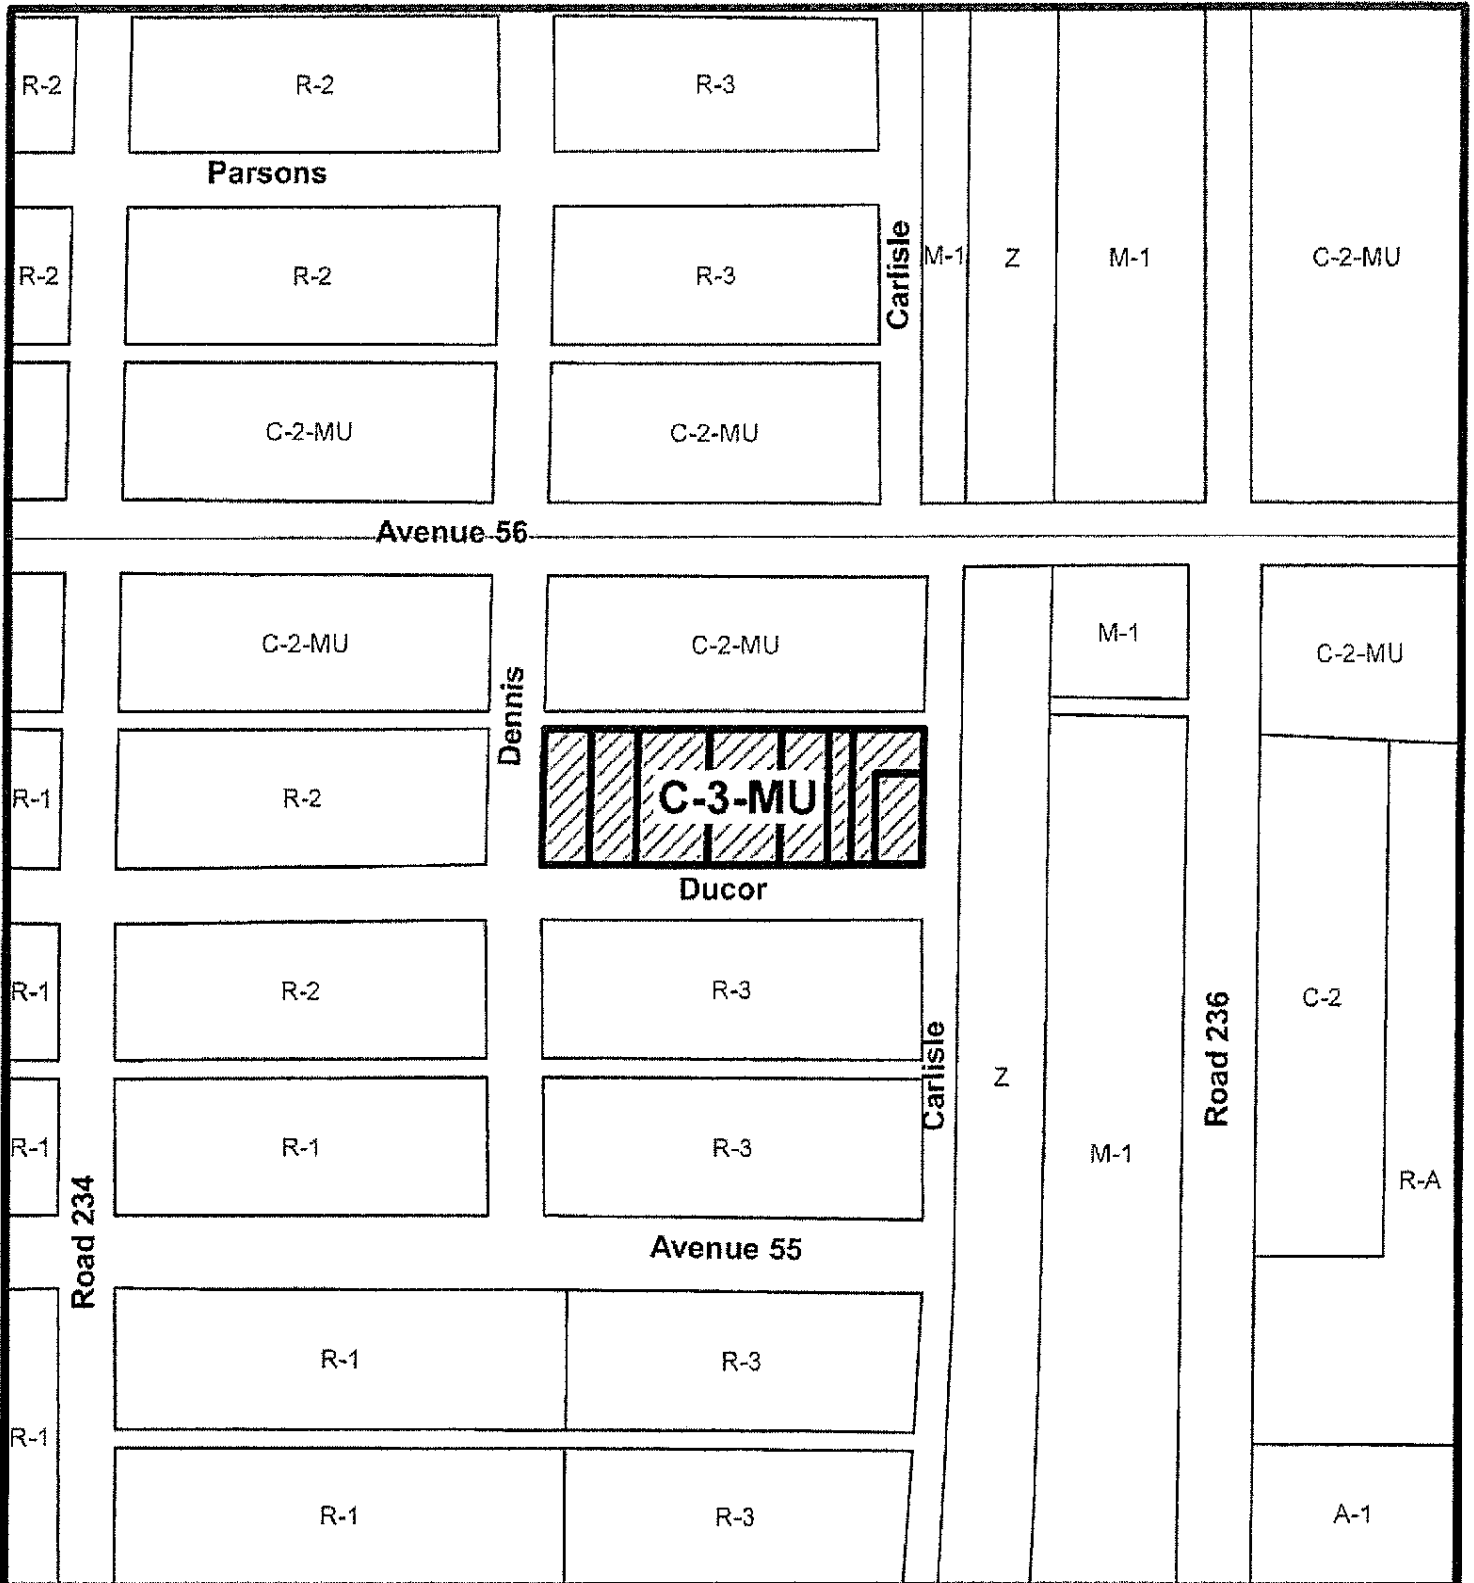 R-2
R-2
R-3
Parsons
R-2
R-2
R-3
Carlisle
M-1
Z
M-1
C-2-MU
C-2-MU
C-2-MU
Avenue 56
C-2-MU
C-2-MU
M-1
C-2-MU
Dennis
R-1
R-2
C-3-MU
Ducor
R-1
R-2
R-3
C-2
Carlisle
Road 236
Z
R-1
R-1
R-3
M-1
R-A
Road 234
Avenue 55
R-1
R-3
R-1
R-1
R-3
A-1